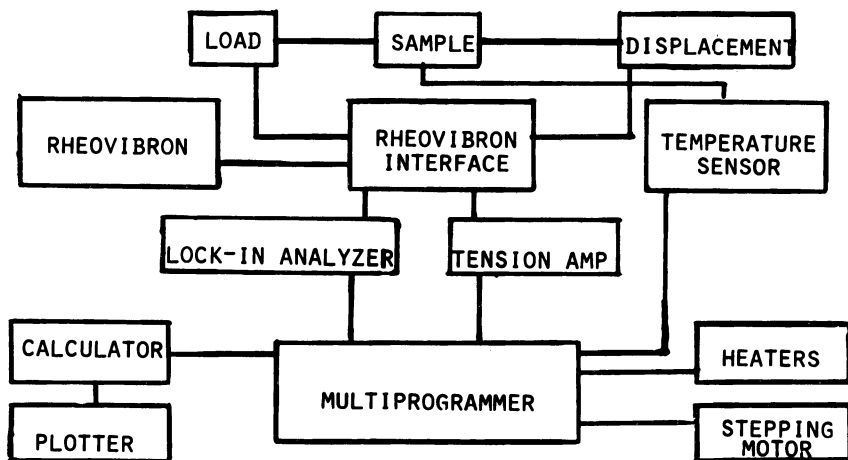 LOAD
SAMPLE
DISPLACEMENT
RHEOVIBRON
RHEOVIBRON
INTERFACE
TEMPERATURE
SENSOR
LOCK-IN ANALYZER
TENSION AMP
CALCULATOR
MULTIPROGRAMMER
HEATERS
PLOTTER
STEPPING
MOTOR